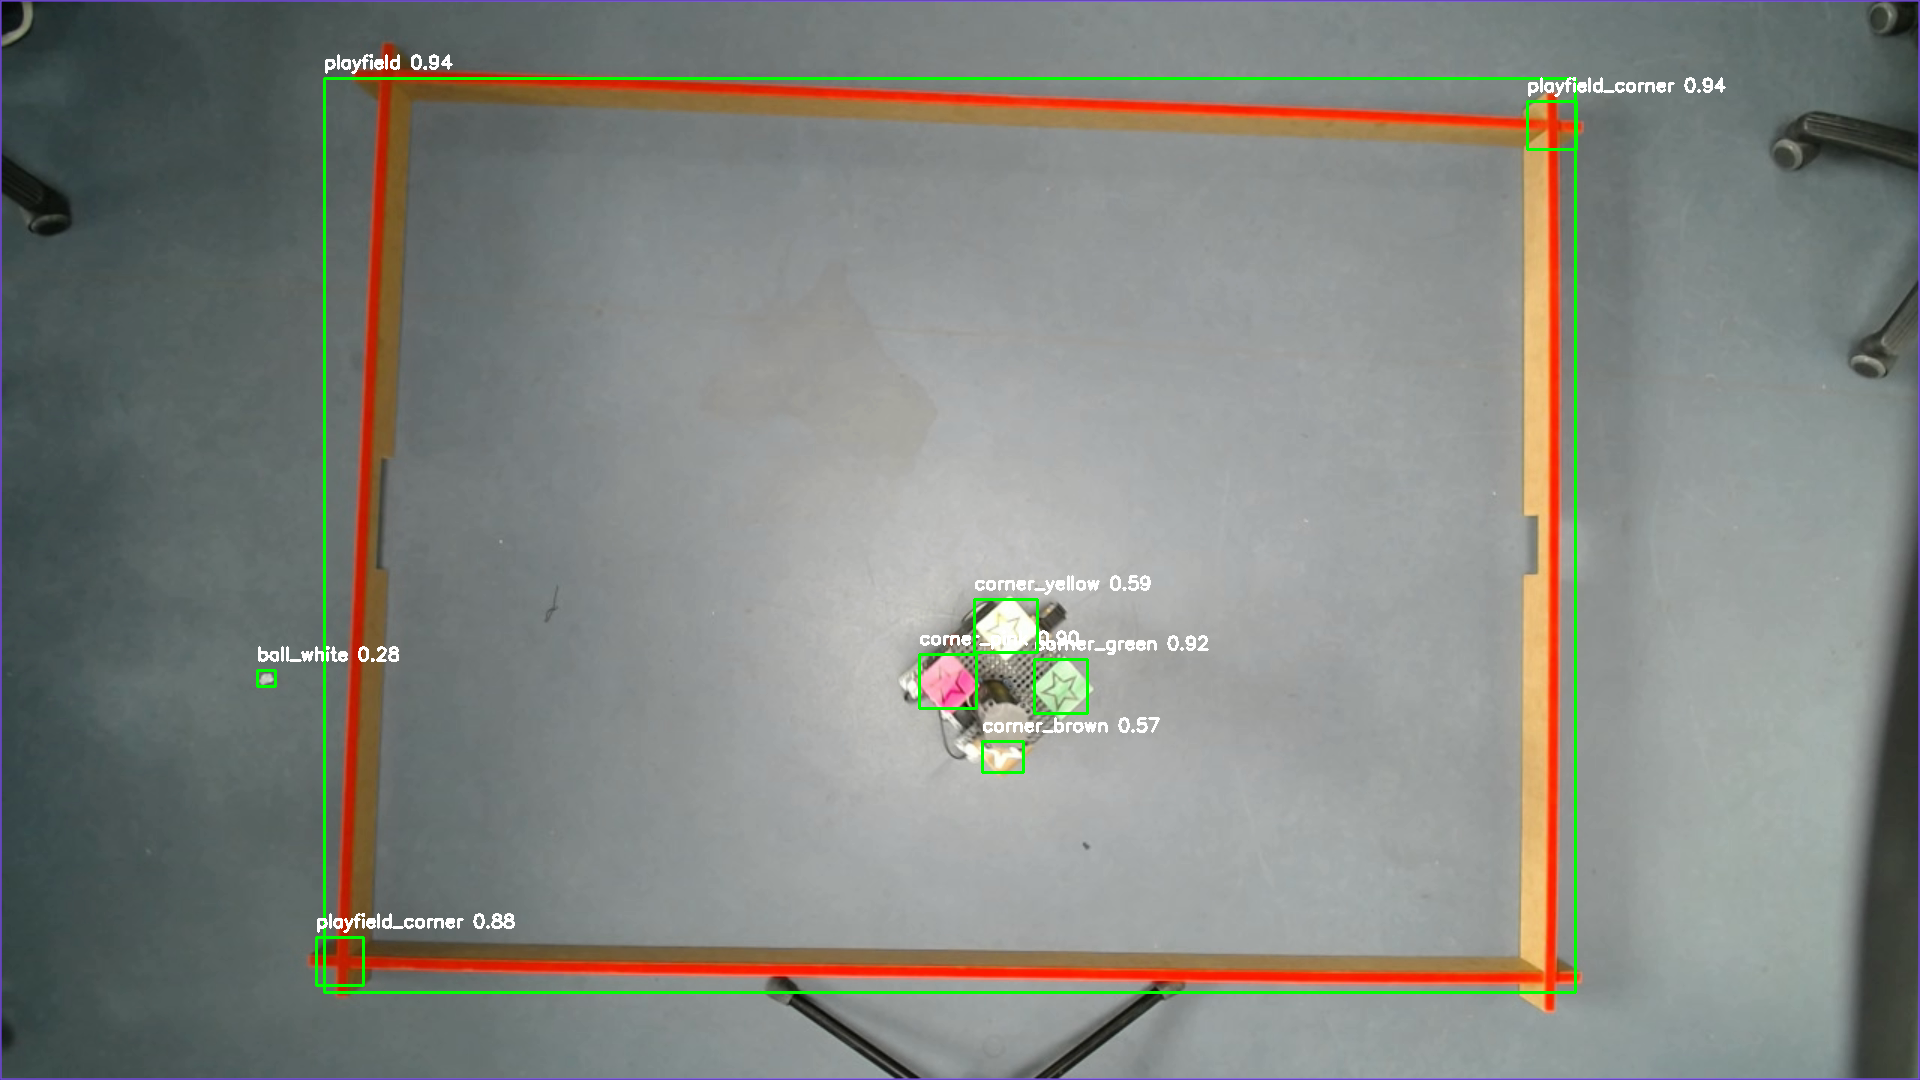 playfield 0.94
playfield_corner 0.94
corner_yellow 0.59
corner_green 0.92
ball_white 0.28
corner_brown 0.57
playfield_corner 0.88